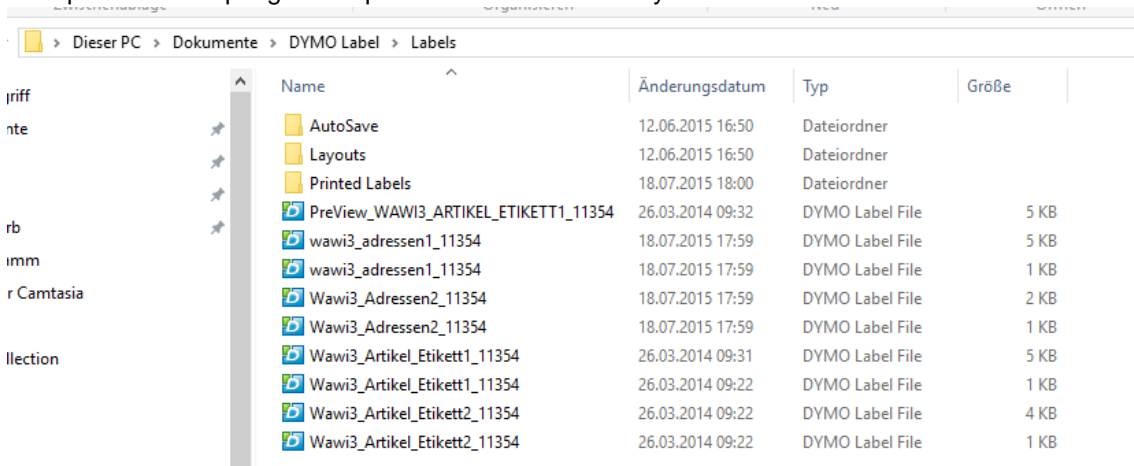 Dieser PC > Dokumente > DYMO Label > Labels
Name Änderungsdatum Typ Größe
griff
nte
rb
amm
r Camtasia
llection
AutoSave 12.06.2015 16:50 Dateiordner
Layouts 12.06.2015 16:50 Dateiordner
Printed Labels 18.07.2015 18:00 Dateiordner
PreView_WAWI3_ARTIKEL_ETIKETT1_11354 26.03.2014 09:32 DYMO Label File 5 KB
wawi3_adressen1_11354 18.07.2015 17:59 DYMO Label File 5 KB
wawi3_adressen1_11354 18.07.2015 17:59 DYMO Label File 1 KB
Wawi3_Adressen2_11354 18.07.2015 17:59 DYMO Label File 2 KB
Wawi3_Adressen2_11354 18.07.2015 17:59 DYMO Label File 1 KB
Wawi3_Artikel_Etikett1_11354 26.03.2014 09:31 DYMO Label File 5 KB
Wawi3_Artikel_Etikett1_11354 26.03.2014 09:22 DYMO Label File 1 KB
Wawi3_Artikel_Etikett2_11354 26.03.2014 09:22 DYMO Label File 4 KB
Wawi3_Artikel_Etikett2_11354 26.03.2014 09:22 DYMO Label File 1 KB